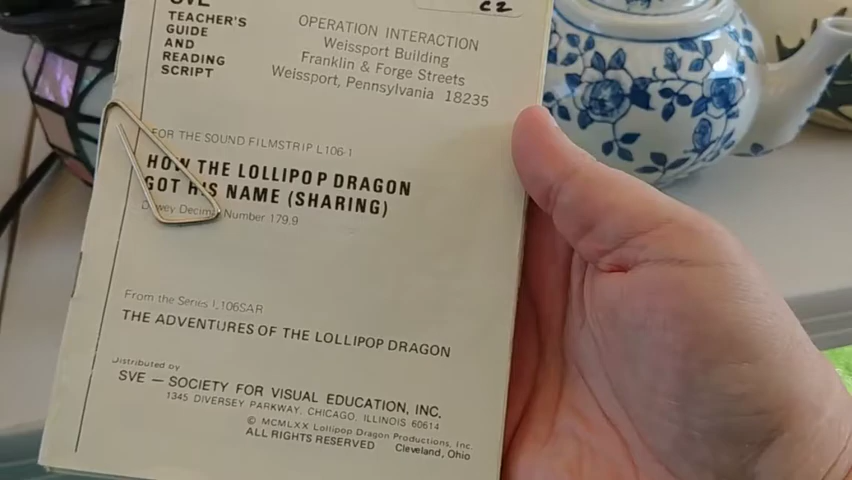 C2
SVE
TEACHER'S
GUIDE
AND
READING
SCRIPT
OPERATION INTERACTION
Weissport Building
Franklin & Forge Streets
Weissport, Pennsylvania 18235
FOR THE SOUND FILMSTRIP L106-1
HOW THE LOLLIPOP DRAGON
GOT HIS NAME (SHARING)
Dewey Decimal Number 179.9
From the Series L106SAR
THE ADVENTURES OF THE LOLLIPOP DRAGON
Distributed by
SVE — SOCIETY FOR VISUAL EDUCATION, INC.
1345 DIVERSEY PARKWAY, CHICAGO, ILLINOIS 60614
© MCMLXX Lollipop Dragon Productions, Inc.
ALL RIGHTS RESERVED Cleveland, Ohio